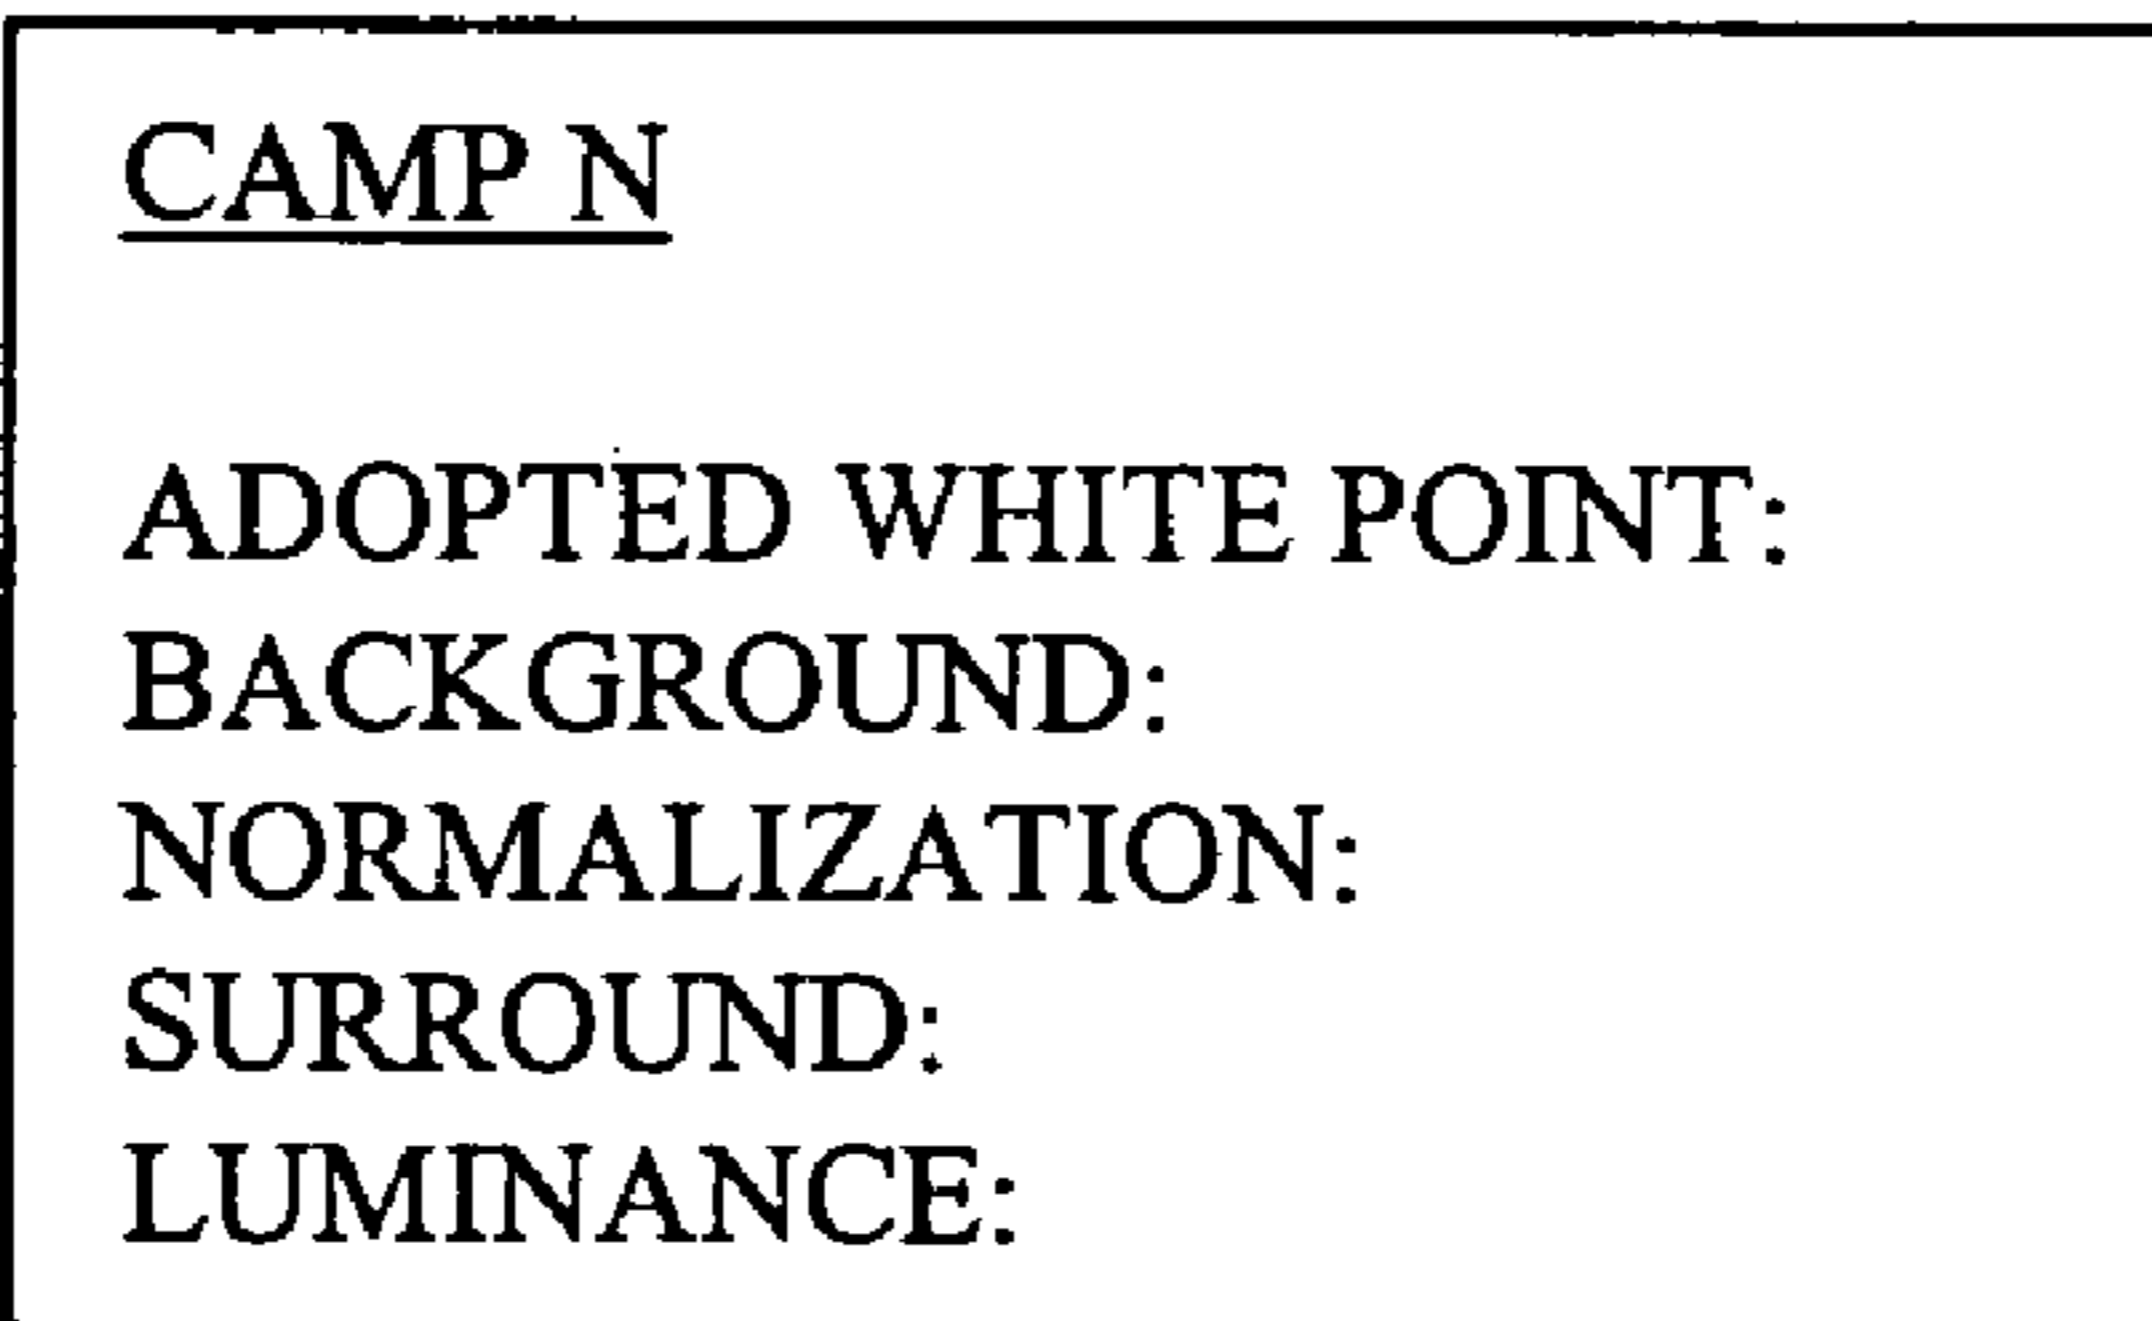 CAMP N
ADOPTED WHITE POINT:
BACKGROUND:
NORMALIZATION:
SURROUND:
LUMINANCE: